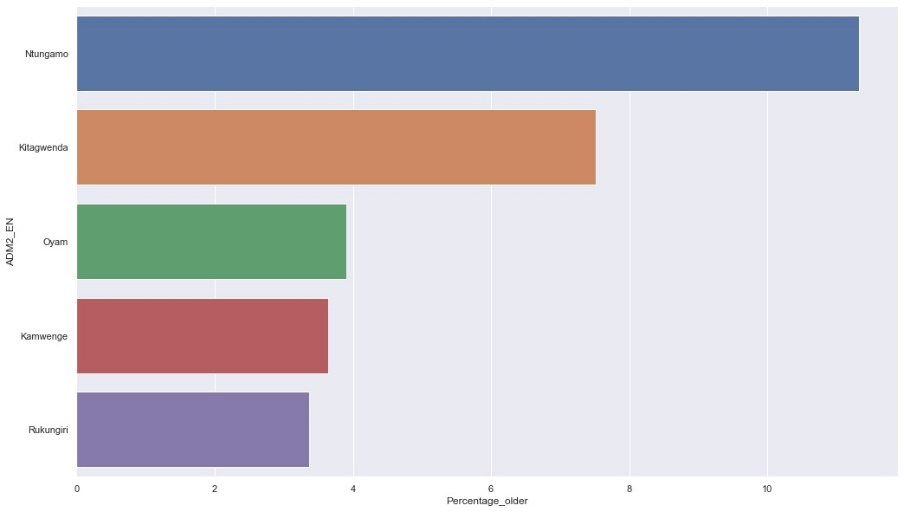 Ntungamo
Kitagwenda
Oyam
Kamwenge
Rukungiri
ADM2_EN
0 2 4 6 8 10
Percentage_older